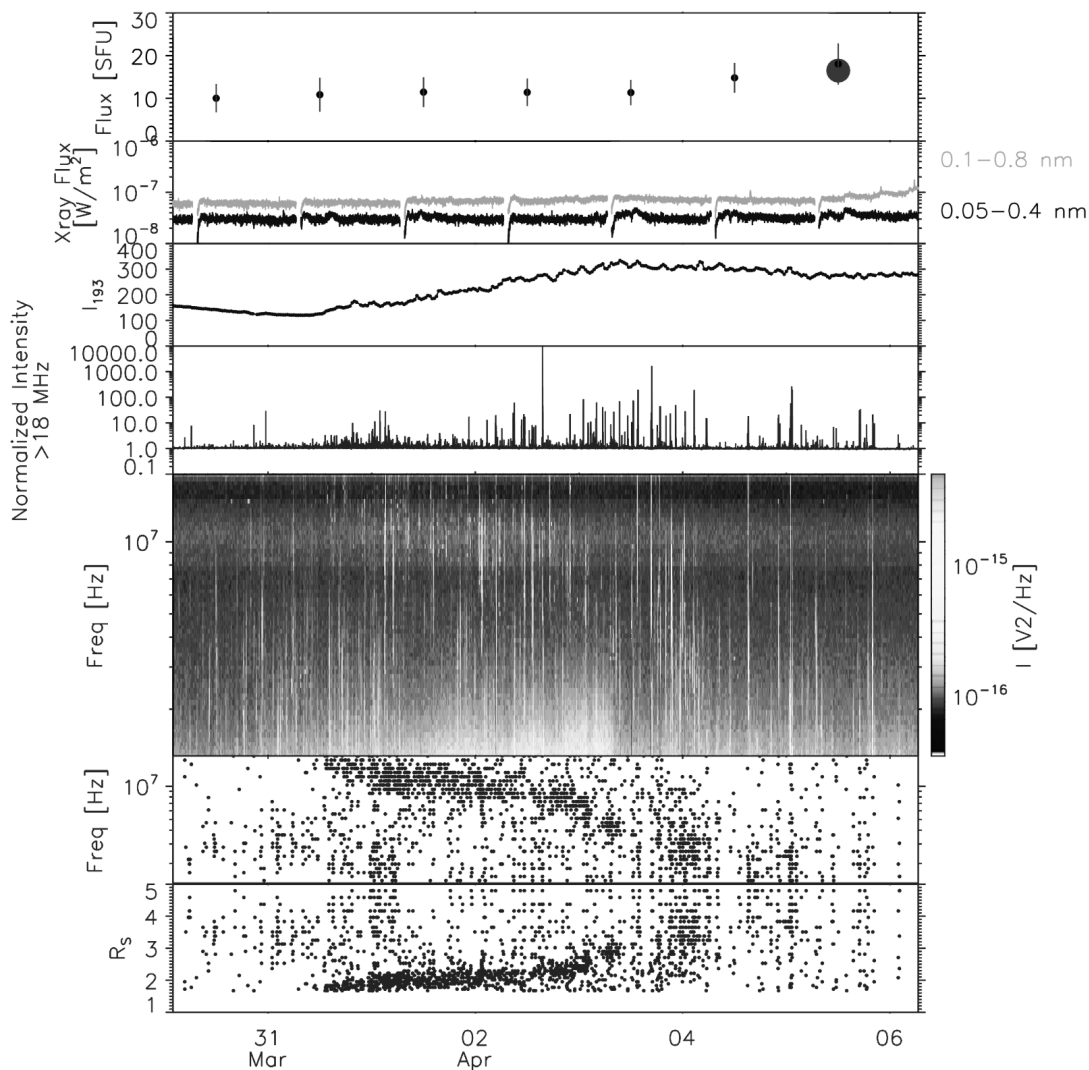 30
20
10
0
Flux [SFU]
10⁻⁶
10⁻⁷
10⁻⁸
Xray Flux
[W/m²]
0.1–0.8 nm
0.05–0.4 nm
400
300
200
100
0
I₁₉₃
10000.0
1000.0
100.0
10.0
1.0
0.1
Normalized Intensity
>18 MHz
10⁷
Freq [Hz]
10⁻¹⁵
10⁻¹⁶
I [V2/Hz]
10⁷
Freq [Hz]
5
4
3
2
1
R_S
31 02 04 06
Mar Apr